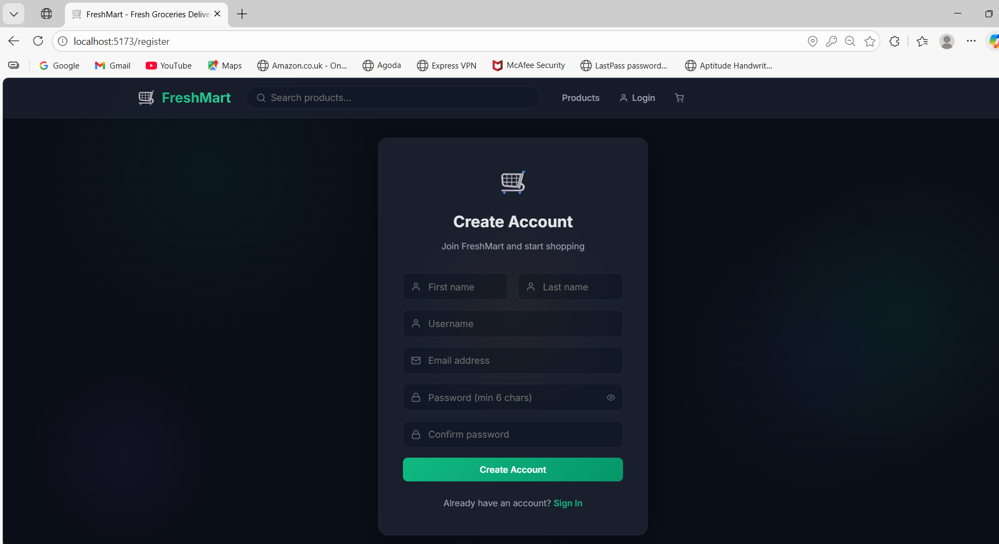 FreshMart - Fresh Groceries Delive
localhost:5173/register
Google Gmail YouTube Maps Amazon.co.uk - On... Agoda Express VPN McAfee Security LastPass password... Aptitude Handwrit...
FreshMart Search products... Products Login
Create Account
Join FreshMart and start shopping
First name Last name
Username
Email address
Password (min 6 chars)
Confirm password
Create Account
Already have an account? Sign In